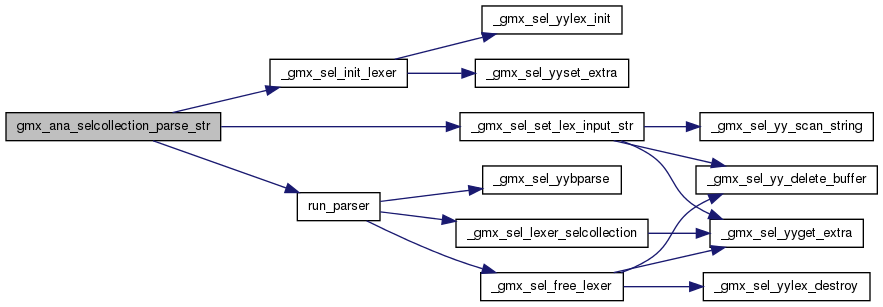 _gmx_sel_yylex_init
_gmx_sel_init_lexer
_gmx_sel_yyset_extra
gmx_ana_selcollection_parse_str
_gmx_sel_set_lex_input_str
_gmx_sel_yy_scan_string
_gmx_sel_yybparse
_gmx_sel_yy_delete_buffer
run_parser
_gmx_sel_lexer_selcollection
_gmx_sel_yyget_extra
_gmx_sel_free_lexer
_gmx_sel_yylex_destroy